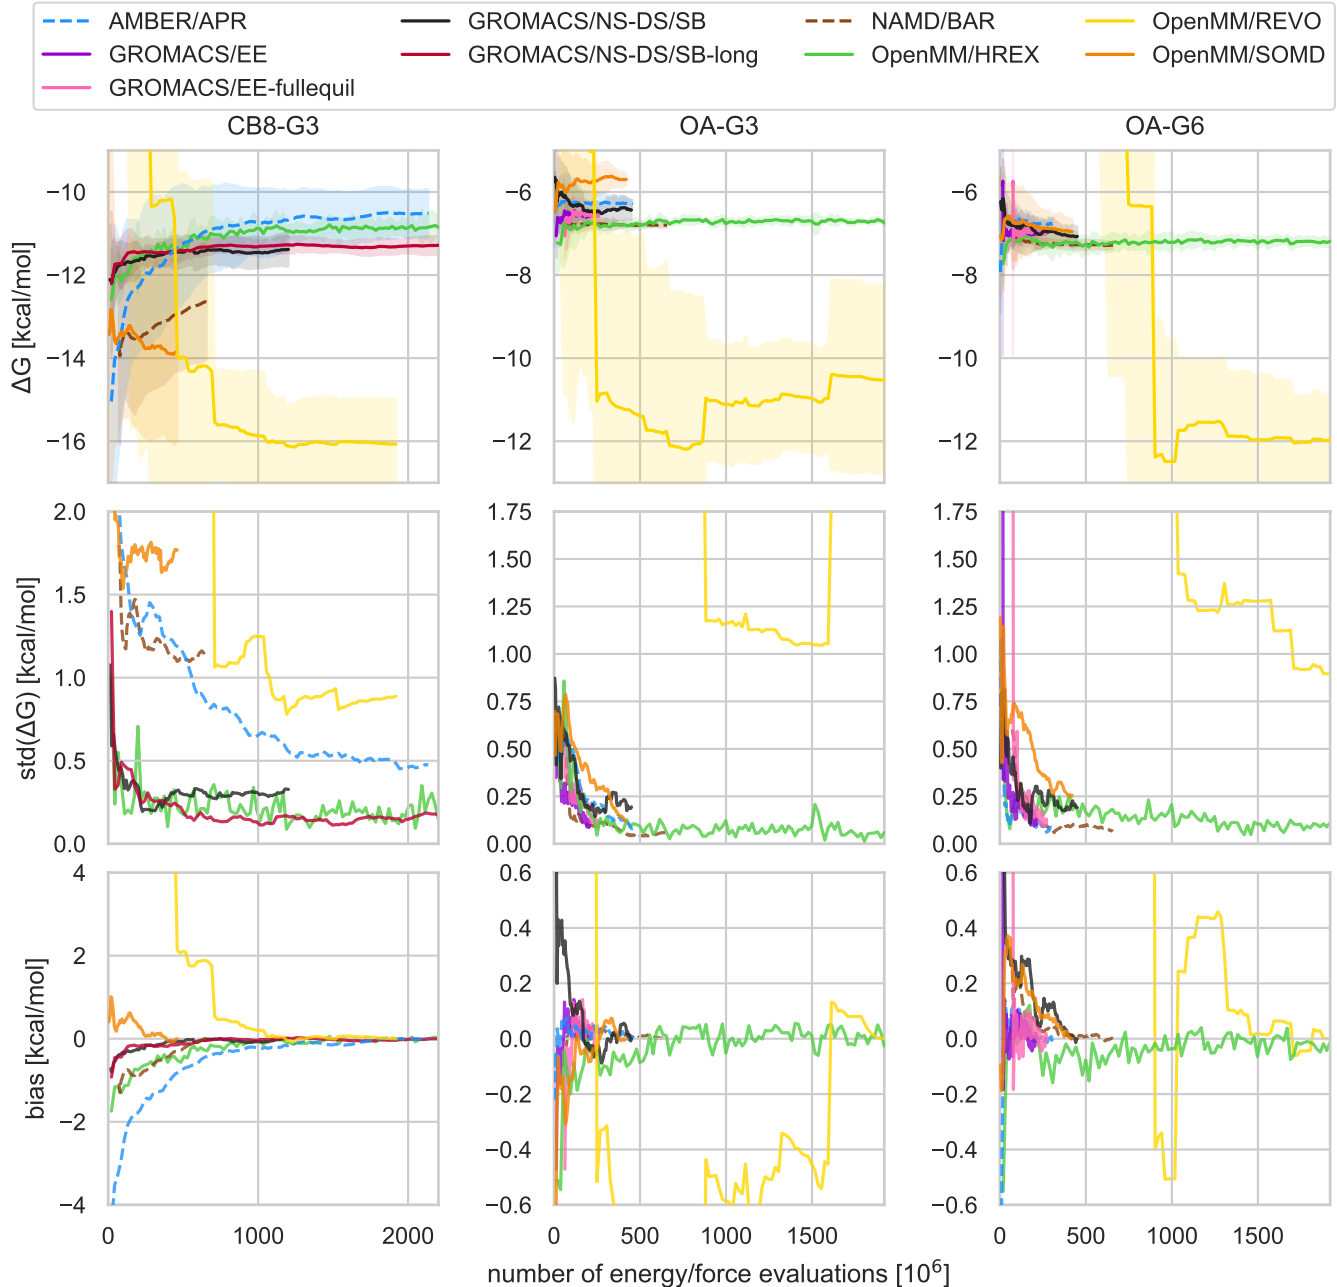 AMBER/APR
GROMACS/EE
GROMACS/EE-fullequil
GROMACS/NS-DS/SB
GROMACS/NS-DS/SB-long
NAMD/BAR
OpenMM/HREX
OpenMM/REVO
OpenMM/SOMD
CB8-G3
OA-G3
OA-G6
ΔG [kcal/mol]
−10
−12
−14
−16
−6
−8
−10
−12
−6
−8
−10
−12
std(ΔG) [kcal/mol]
2.0
1.5
1.0
0.5
0.0
1.75
1.50
1.25
1.00
0.75
0.50
0.25
0.00
1.75
1.50
1.25
1.00
0.75
0.50
0.25
0.00
bias [kcal/mol]
4
2
0
−2
−4
0.6
0.4
0.2
0.0
−0.2
−0.4
−0.6
0.6
0.4
0.2
0.0
−0.2
−0.4
−0.6
0 1000 2000
0 500 1000 1500
0 500 1000 1500
number of energy/force evaluations [10⁶]